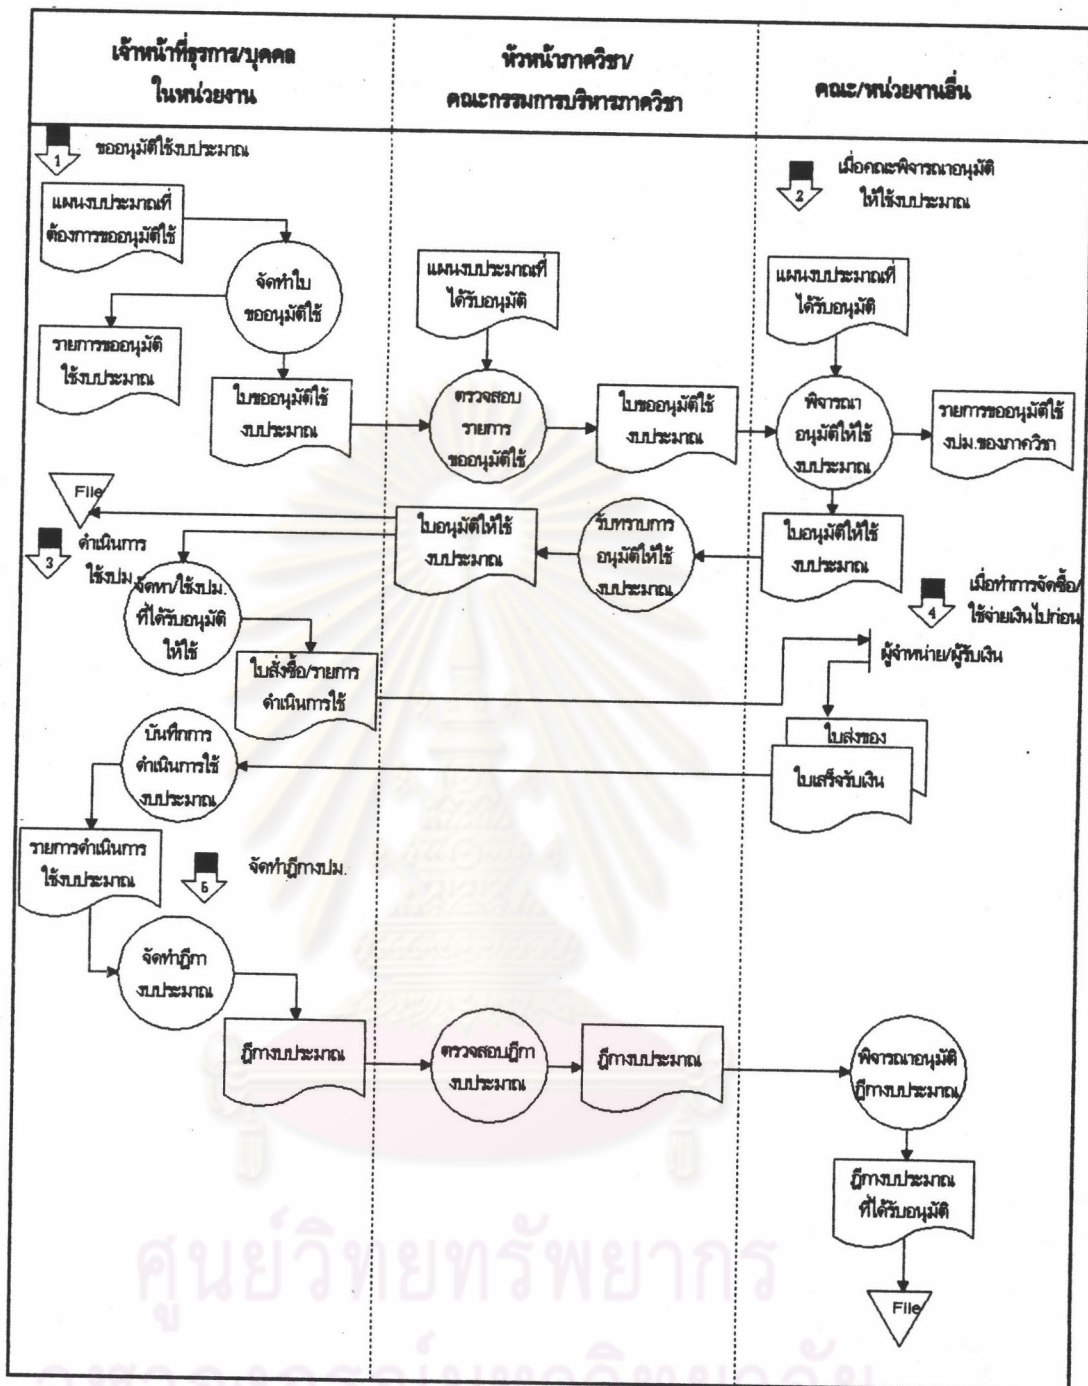 เจ้าหน้าที่ธุรการ/บุคคล
ในหน่วยงาน
หัวหน้าภาควิชา/
คณะกรรมการบริหารภาควิชา
คณะ/หน่วยงานอื่น
1
ขออนุมัติใช้งบประมาณ
2
เมื่อคณะพิจารณาอนุมัติ
ให้ใช้งบประมาณ
แผนงบประมาณที่
ต้องการขออนุมัติใช้
จัดทำใบ
ขออนุมัติใช้
แผนงบประมาณที่
ได้รับอนุมัติ
แผนงบประมาณที่
ได้รับอนุมัติ
รายการขออนุมัติ
ใช้งบประมาณ
ใบขออนุมัติใช้
งบประมาณ
ตรวจสอบ
รายการ
ขออนุมัติใช้
ใบขออนุมัติใช้
งบประมาณ
พิจารณา
อนุมัติให้ใช้
งบประมาณ
รายการขออนุมัติใช้
งปม.ของภาควิชา
File
ใบอนุมัติให้ใช้
งบประมาณ
รับทราบการ
อนุมัติให้ใช้
งบประมาณ
ใบอนุมัติให้ใช้
งบประมาณ
3
ดำเนินการ
ใช้งปม.
จัดหา/ใช้งปม.
ที่ได้รับอนุมัติ
ให้ใช้
4
เมื่อทำการจัดซื้อ/
ใช้จ่ายเงินไปก่อน
ใบสั่งซื้อ/รายการ
ดำเนินการใช้
ผู้จำหน่าย/ผู้รับเงิน
ใบส่งของ
ใบเสร็จรับเงิน
บันทึกการ
ดำเนินการใช้
งบประมาณ
รายการดำเนินการ
ใช้งบประมาณ
5
จัดทำฎีกางปม.
จัดทำฎีกา
งบประมาณ
ฎีกางบประมาณ
ตรวจสอบฎีกา
งบประมาณ
ฎีกางบประมาณ
พิจารณาอนุมัติ
ฎีกางบประมาณ
ฎีกางบประมาณ
ที่ได้รับอนุมัติ
File
ศูนย์วิทยทรัพยากร
จุฬาลงกรณ์มหาวิทยาลัย